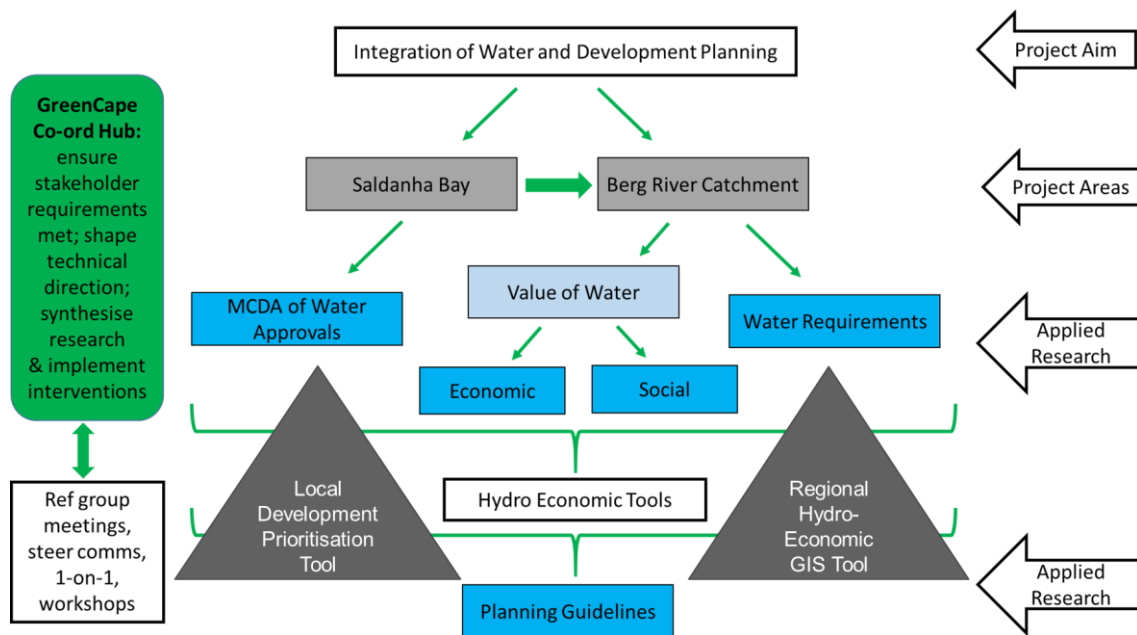 Integration of Water and Development Planning
Project Aim
GreenCape
Co-ord Hub:
ensure
stakeholder
requirements
met; shape
technical
direction;
synthesise
research
& implement
interventions
Saldanha Bay
Berg River Catchment
Project Areas
MCDA of Water
Approvals
Value of Water
Water Requirements
Applied
Research
Economic
Social
Ref group
meetings,
steer comms,
1-on-1,
workshops
Local
Development
Prioritisation
Tool
Hydro Economic Tools
Regional
Hydro-
Economic
GIS Tool
Planning Guidelines
Applied
Research